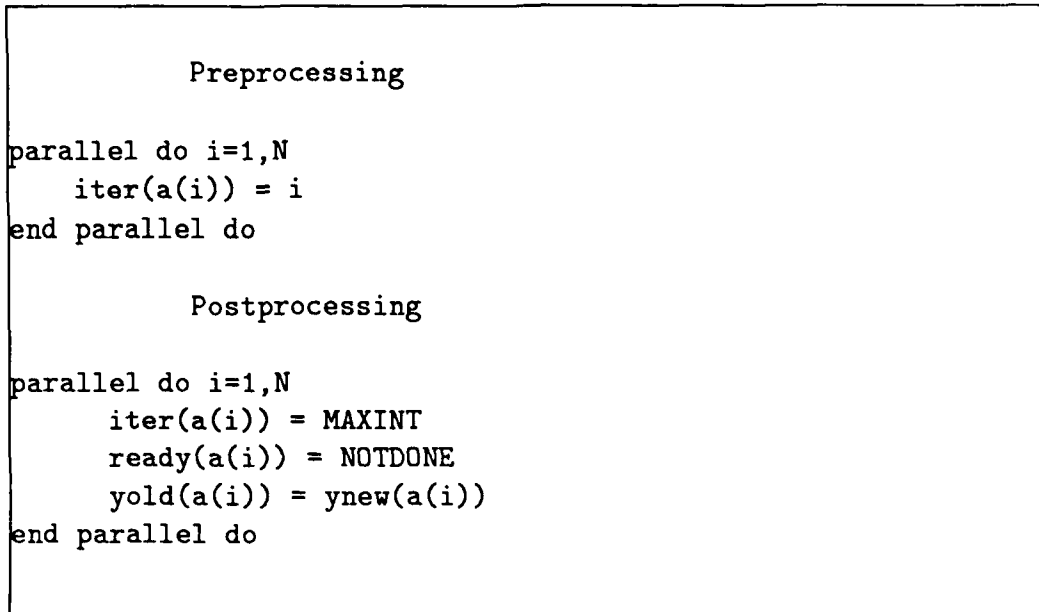 Preprocessing
parallel do i=1,N
iter(a(i)) = i
end parallel do
Postprocessing
parallel do i=1,N
iter(a(i)) = MAXINT
ready(a(i)) = NOTDONE
yold(a(i)) = ynew(a(i))
end parallel do